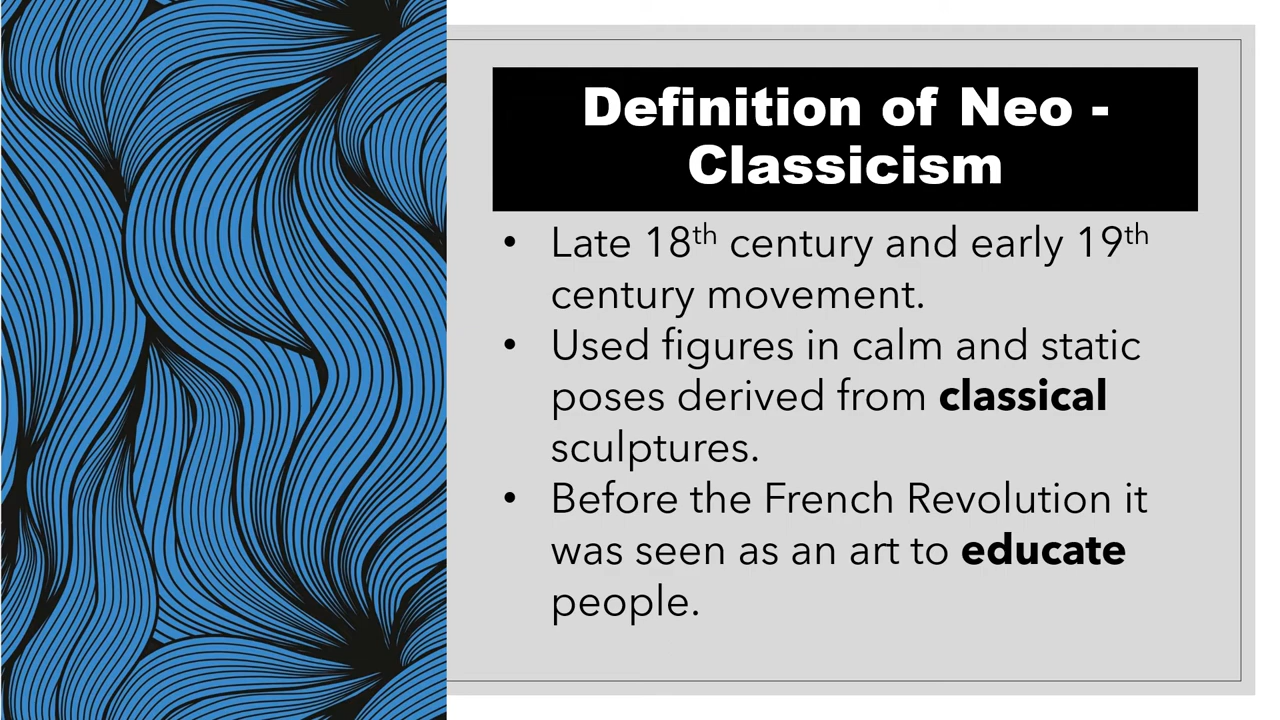 Definition of Neo -
Classicism
• Late 18th century and early 19th
century movement.
• Used figures in calm and static
poses derived from classical
sculptures.
• Before the French Revolution it
was seen as an art to educate
people.